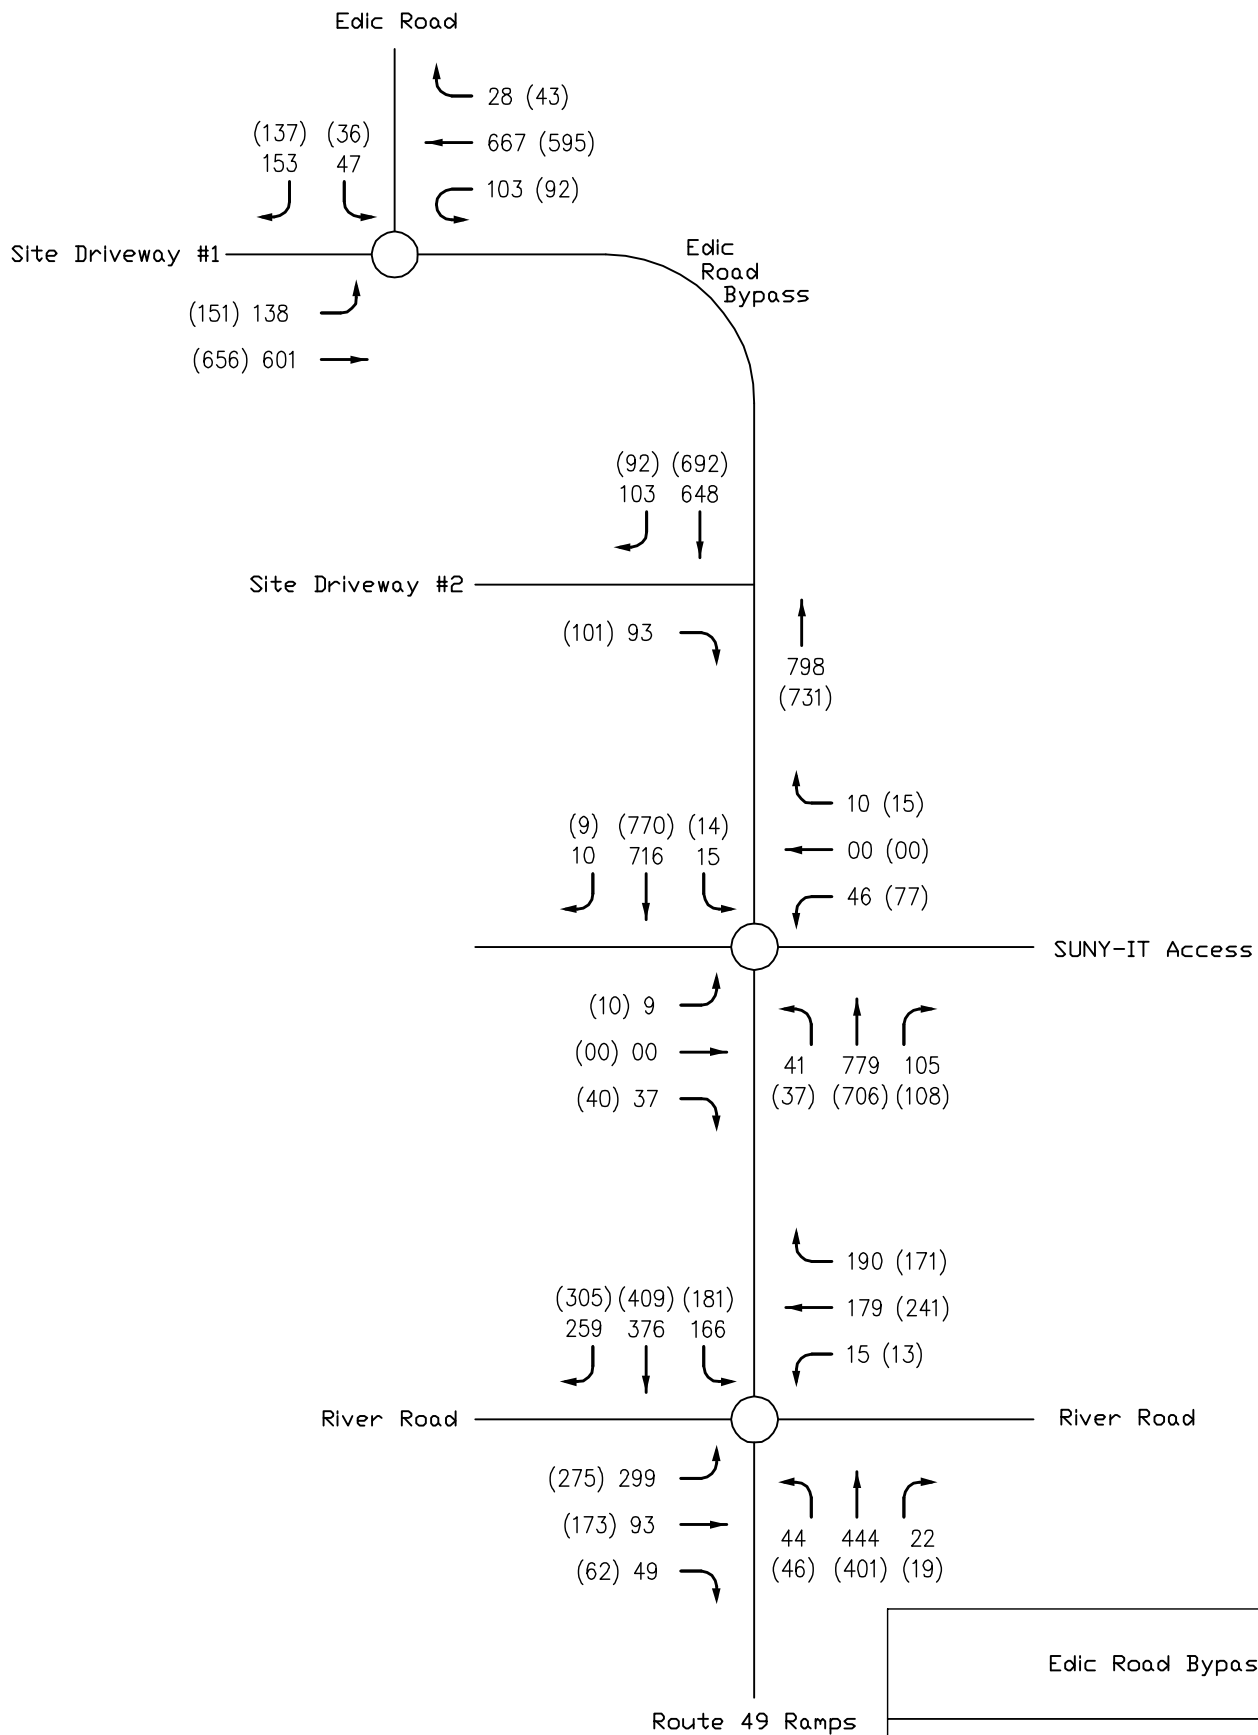 Edic Road
28 (43)
(137) (36)
667 (595)
153 47
103 (92)
Site Driveway #1
Edic
Road
Bypass
(151) 138
(656) 601
(92) (692)
103 648
Site Driveway #2
(101) 93
798
(731)
10 (15)
(9) (770) (14)
10 716 15
00 (00)
46 (77)
SUNY-IT Access
(10) 9
(00) 00
41 779 105
(40) 37
(37) (706) (108)
190 (171)
(305) (409) (181)
179 (241)
259 376 166
15 (13)
River Road
River Road
(275) 299
(173) 93
44 444 22
(62) 49
(46) (401) (19)
Edic Road Bypas
Route 49 Ramps